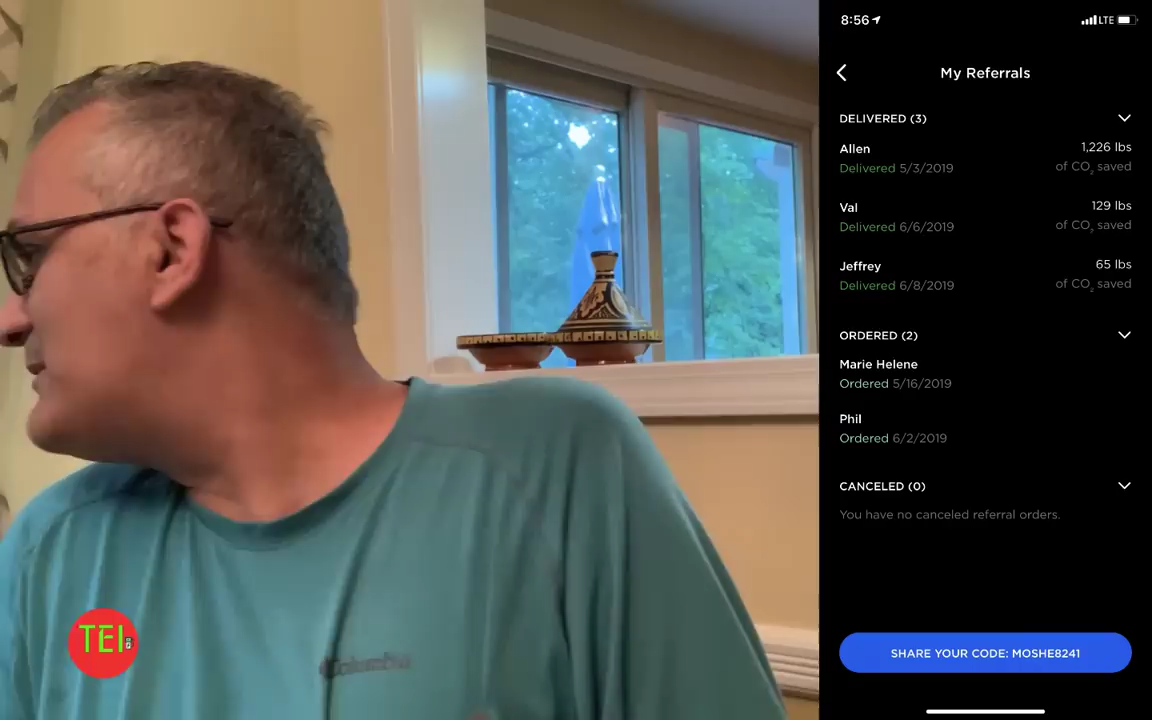 8:56
LTE
My Referrals
DELIVERED (3)
Allen
1,226 lbs
Delivered 5/3/2019
of CO₂ saved
Val
129 lbs
Delivered 6/6/2019
of CO₂ saved
Jeffrey
65 lbs
Delivered 6/8/2019
of CO₂ saved
ORDERED (2)
Marie Helene
Ordered 5/16/2019
Phil
Ordered 6/2/2019
CANCELED (0)
You have no canceled referral orders.
SHARE YOUR CODE: MOSHE8241
TEI
Columbia